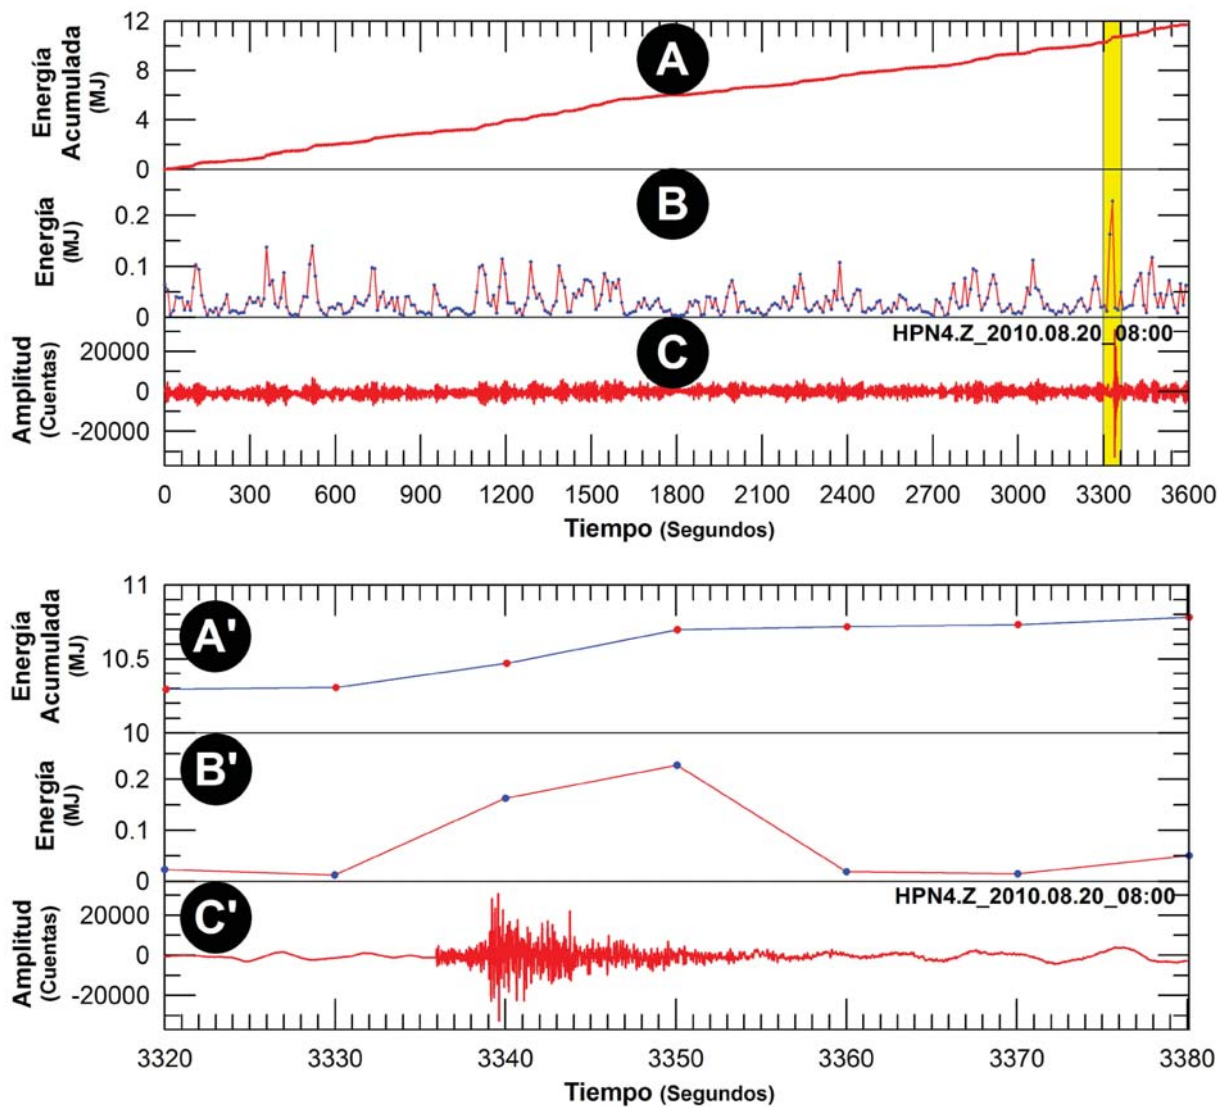 12
8
4
0
Energía
Acumulada
(MJ)
A
0.2
0.1
0
Energía
(MJ)
B
HPN4.Z_2010.08.20_08:00
20000
0
-20000
Amplitud
(Cuentas)
C
0 300 600 900 1200 1500 1800 2100 2400 2700 3000 3300 3600
Tiempo (Segundos)
11
10.5
10
Energía
Acumulada
(MJ)
A'
0.2
0.1
0
Energía
(MJ)
B'
HPN4.Z_2010.08.20_08:00
20000
0
-20000
Amplitud
(Cuentas)
C'
3320 3330 3340 3350 3360 3370 3380
Tiempo (Segundos)